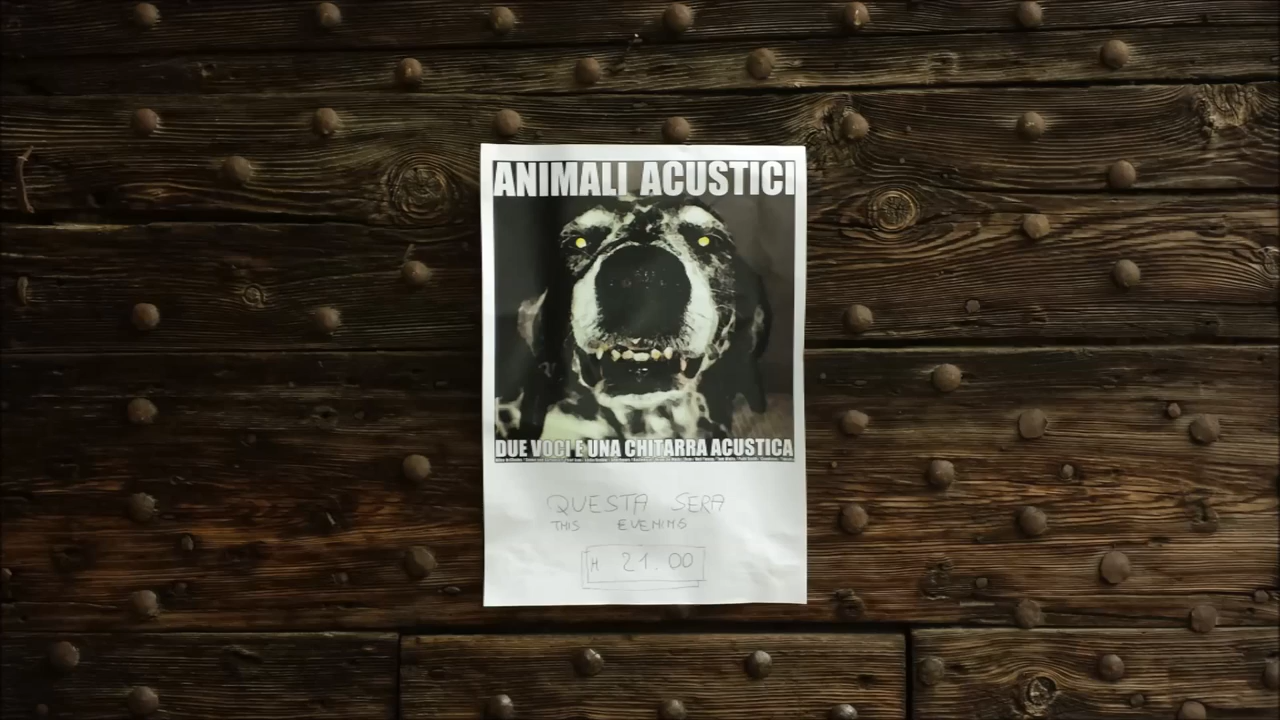 ANIMALI ACUSTICI
DUE VOCI E UNA CHITARRA ACUSTICA
QUESTA SERA
THIS EVENING
H 21.00